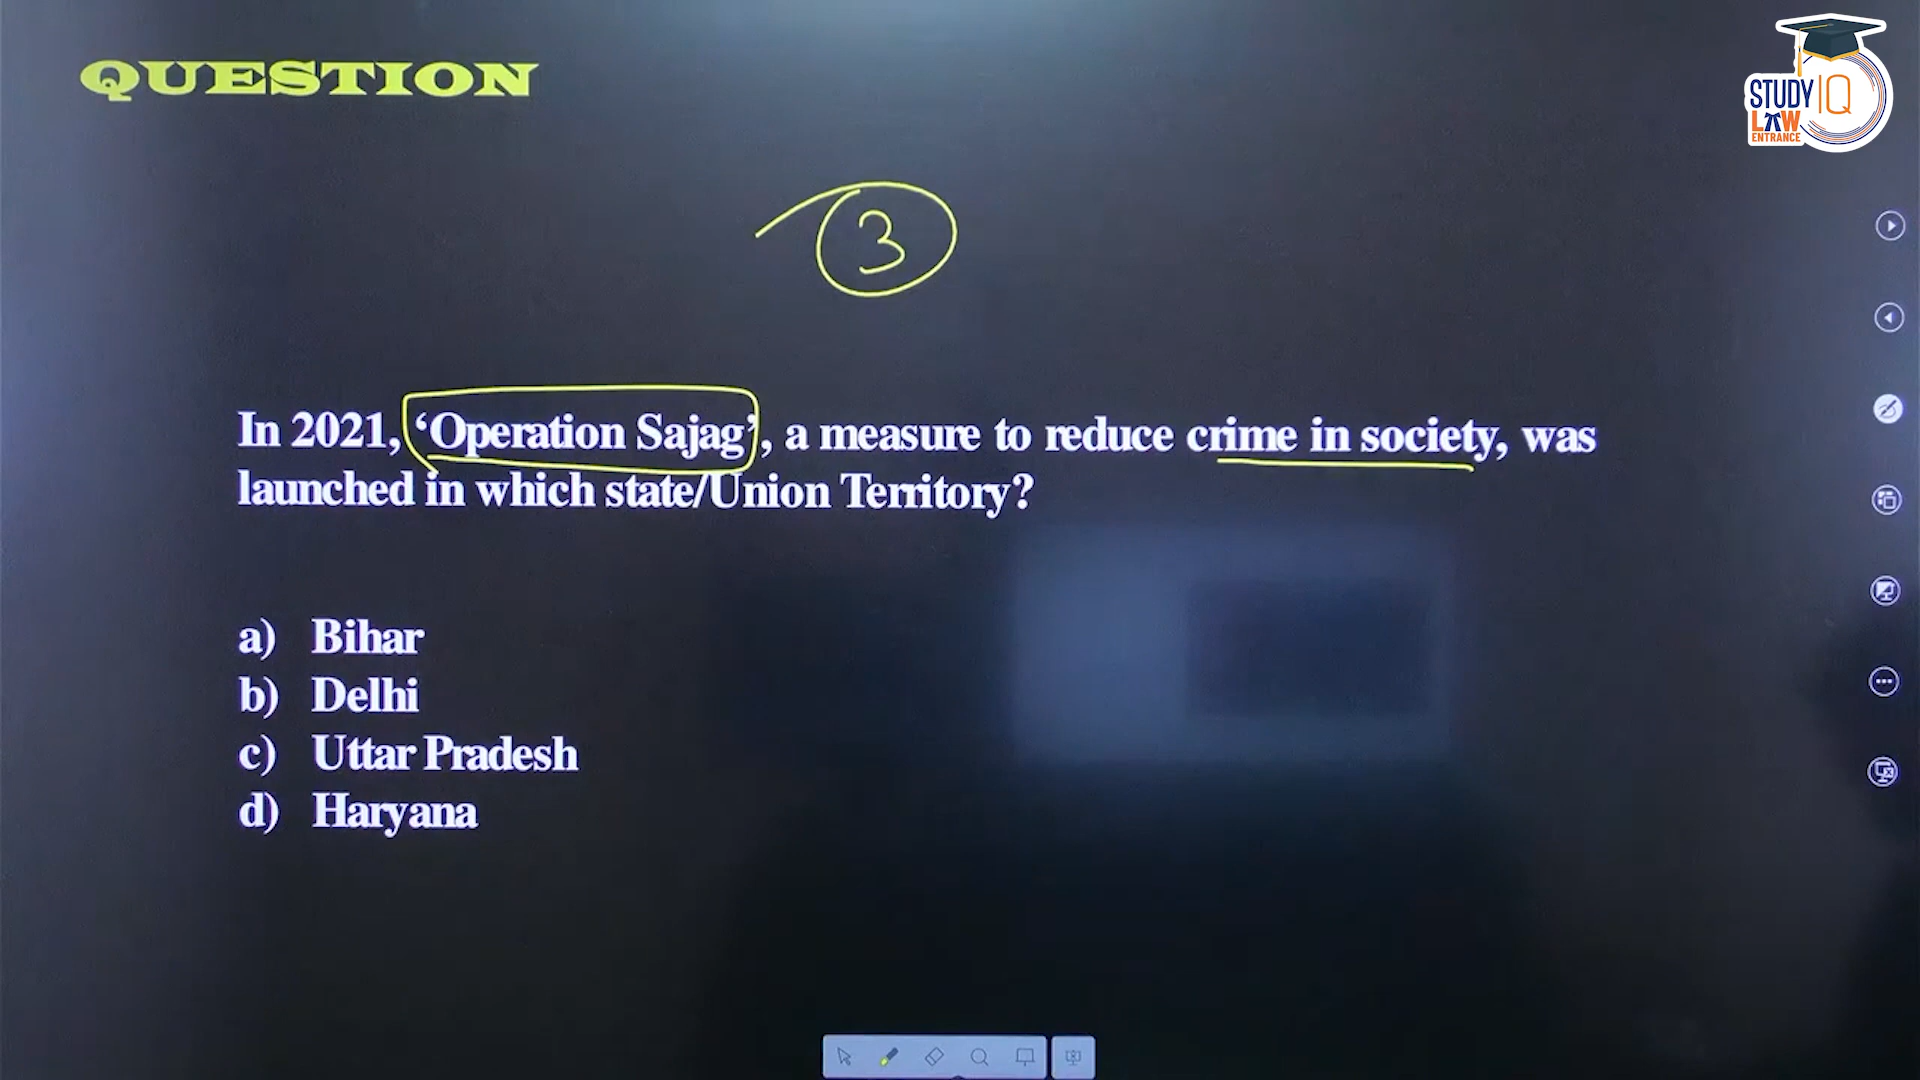 QUESTION
STUDY IQ
LAW
ENTRANCE
3
In 2021, ‘Operation Sajag’, a measure to reduce crime in society, was
launched in which state/Union Territory?
a) Bihar
b) Delhi
c) Uttar Pradesh
d) Haryana